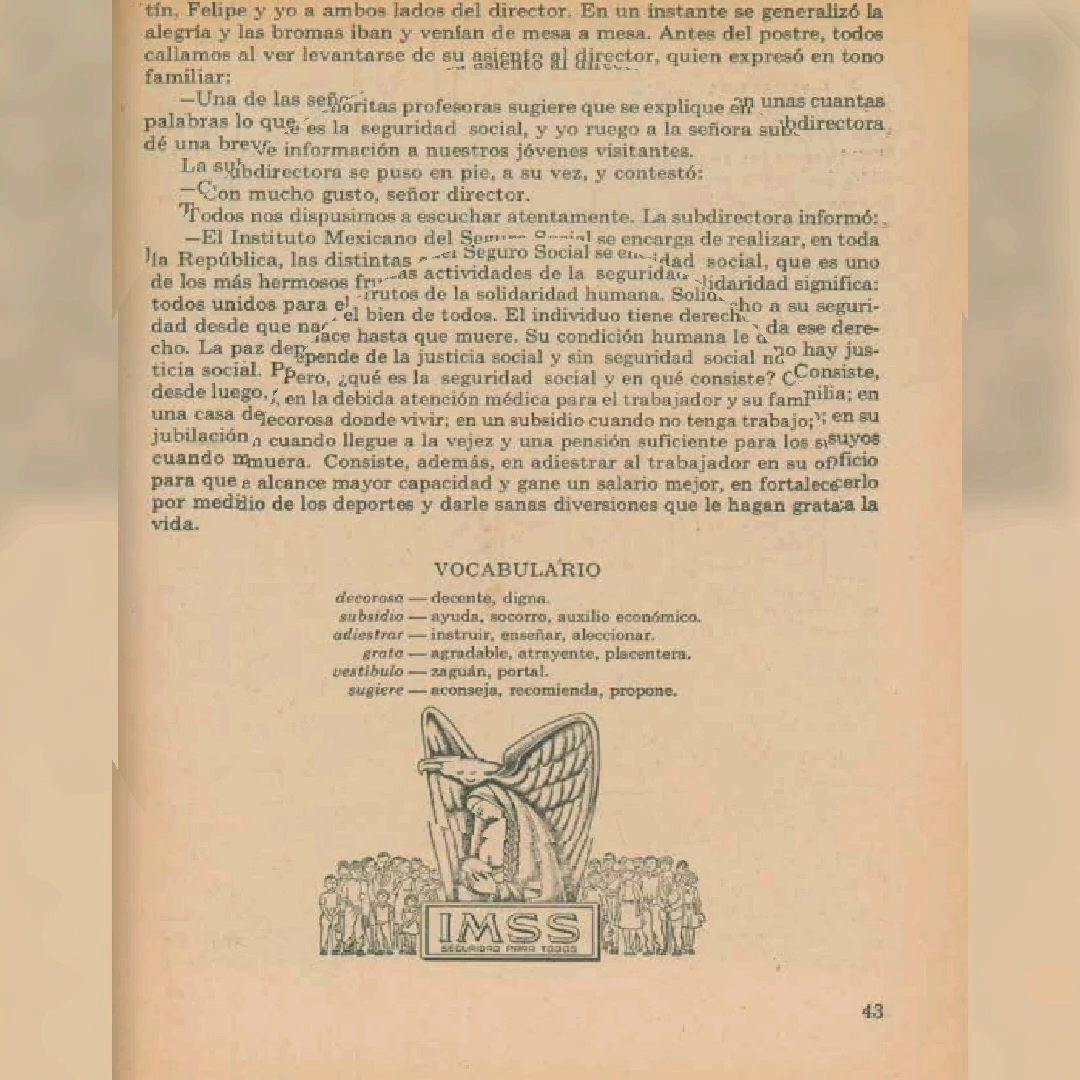 tín, Felipe y yo a ambos lados del director. En un instante se generalizó la
alegría y las bromas iban y venían de mesa a mesa. Antes del postre, todos
callamos al ver levantarse de su asiento al director, quien expresó en tono
familiar:
—Una de las señoritas profesoras sugiere que se explique en unas cuantas
palabras lo que es la seguridad social, y yo ruego a la señora subdirectora
dé una breve información a nuestros jóvenes visitantes.
La subdirectora se puso en pie, a su vez, y contestó:
—Con mucho gusto, señor director.
Todos nos dispusimos a escuchar atentamente. La subdirectora informó:
—El Instituto Mexicano del Seguro Social se encarga de realizar, en toda
la República, las distintas actividades de la seguridad social, que es uno
de los más hermosos frutos de la solidaridad humana. Solidaridad significa:
todos unidos para el bien de todos. El individuo tiene derecho a su seguri-
dad desde que nace hasta que muere. Su condición humana le da ese dere-
cho. La paz depende de la justicia social y sin seguridad social no hay jus-
ticia social. Pero, ¿qué es la seguridad social y en qué consiste? Consiste,
desde luego, en la debida atención médica para el trabajador y su familia; en
una casa decorosa donde vivir; en un subsidio cuando no tenga trabajo; en su
jubilación cuando llegue a la vejez y una pensión suficiente para los suyos
cuando muera. Consiste, además, en adiestrar al trabajador en su oficio
para que alcance mayor capacidad y gane un salario mejor, en fortalecerlo
por medio de los deportes y darle sanas diversiones que le hagan grata la
vida.
VOCABULARIO
decorosa — decente, digna.
subsidio — ayuda, socorro, auxilio económico.
adiestrar — instruir, enseñar, aleccionar.
grata — agradable, atrayente, placentera.
vestíbulo — zaguán, portal.
sugiere — aconseja, recomienda, propone.
IMSS
SEGURIDAD PARA TODOS
43